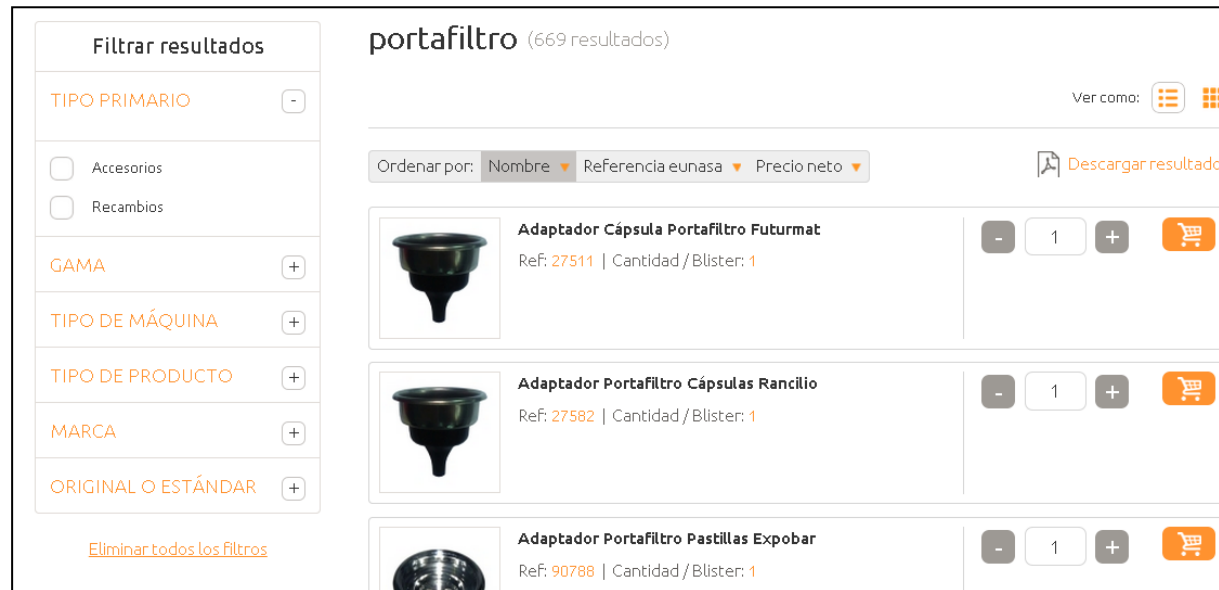 Filtrar resultados
TIPO PRIMARIO -
Accesorios
Recambios
GAMA +
TIPO DE MÁQUINA +
TIPO DE PRODUCTO +
MARCA +
ORIGINAL O ESTÁNDAR +
Eliminar todos los filtros
portafiltro (669 resultados)
Ver como:
Ordenar por: Nombre Referencia eunasa Precio neto
Descargar resultado
Adaptador Cápsula Portafiltro Futurmat
Ref: 27511 | Cantidad / Blister: 1
- 1 +
Adaptador Portafiltro Cápsulas Rancilio
Ref: 27582 | Cantidad / Blister: 1
- 1 +
Adaptador Portafiltro Pastillas Expobar
Ref: 90788 | Cantidad / Blister: 1
- 1 +